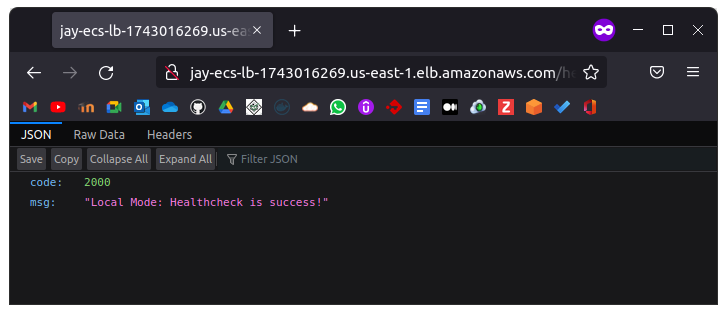 jay-ecs-lb-1743016269.us-eas
jay-ecs-lb-1743016269.us-east-1.elb.amazonaws.com/he
JSON Raw Data Headers
Save Copy Collapse All Expand All Filter JSON
code: 2000
msg: "Local Mode: Healthcheck is success!"